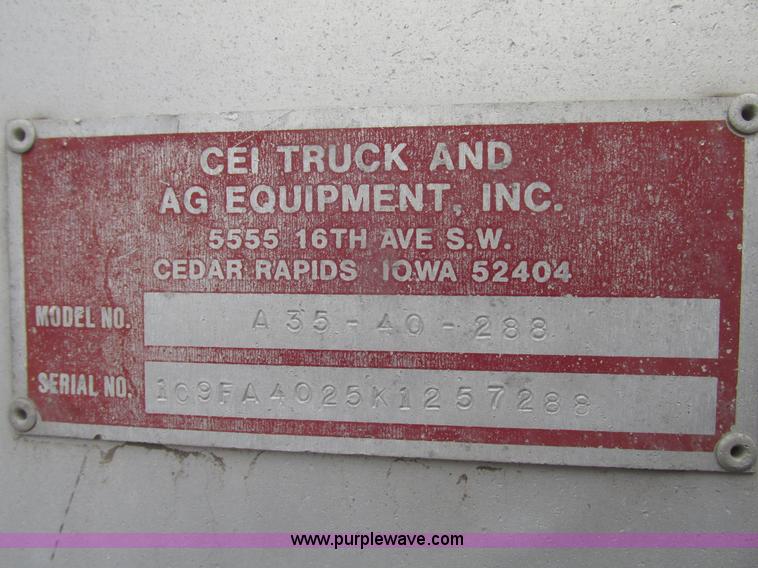 CEI TRUCK AND
AG EQUIPMENT, INC.
5555 16TH AVE S.W.
CEDAR RAPIDS IOWA 52404
MODEL NO. A35-40-288
SERIAL NO. 1C9FA4025K1257288
www.purplewave.com